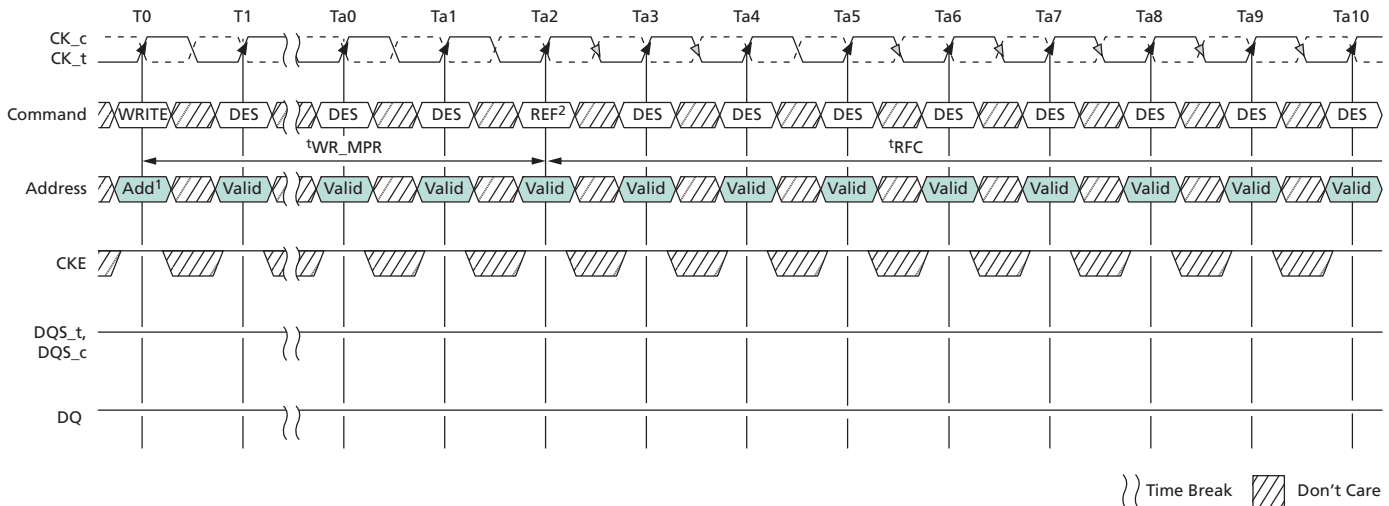 T0 T1 Ta0 Ta1 Ta2 Ta3 Ta4 Ta5 Ta6 Ta7 Ta8 Ta9 Ta10
CK_c
CK_t
Command WRITE DES DES DES REF² DES DES DES DES DES DES DES DES
ᵗWR_MPR ᵗRFC
Address Add¹ Valid Valid Valid Valid Valid Valid Valid Valid Valid Valid Valid Valid
CKE
DQS_t,
DQS_c
DQ
Time Break Don't Care